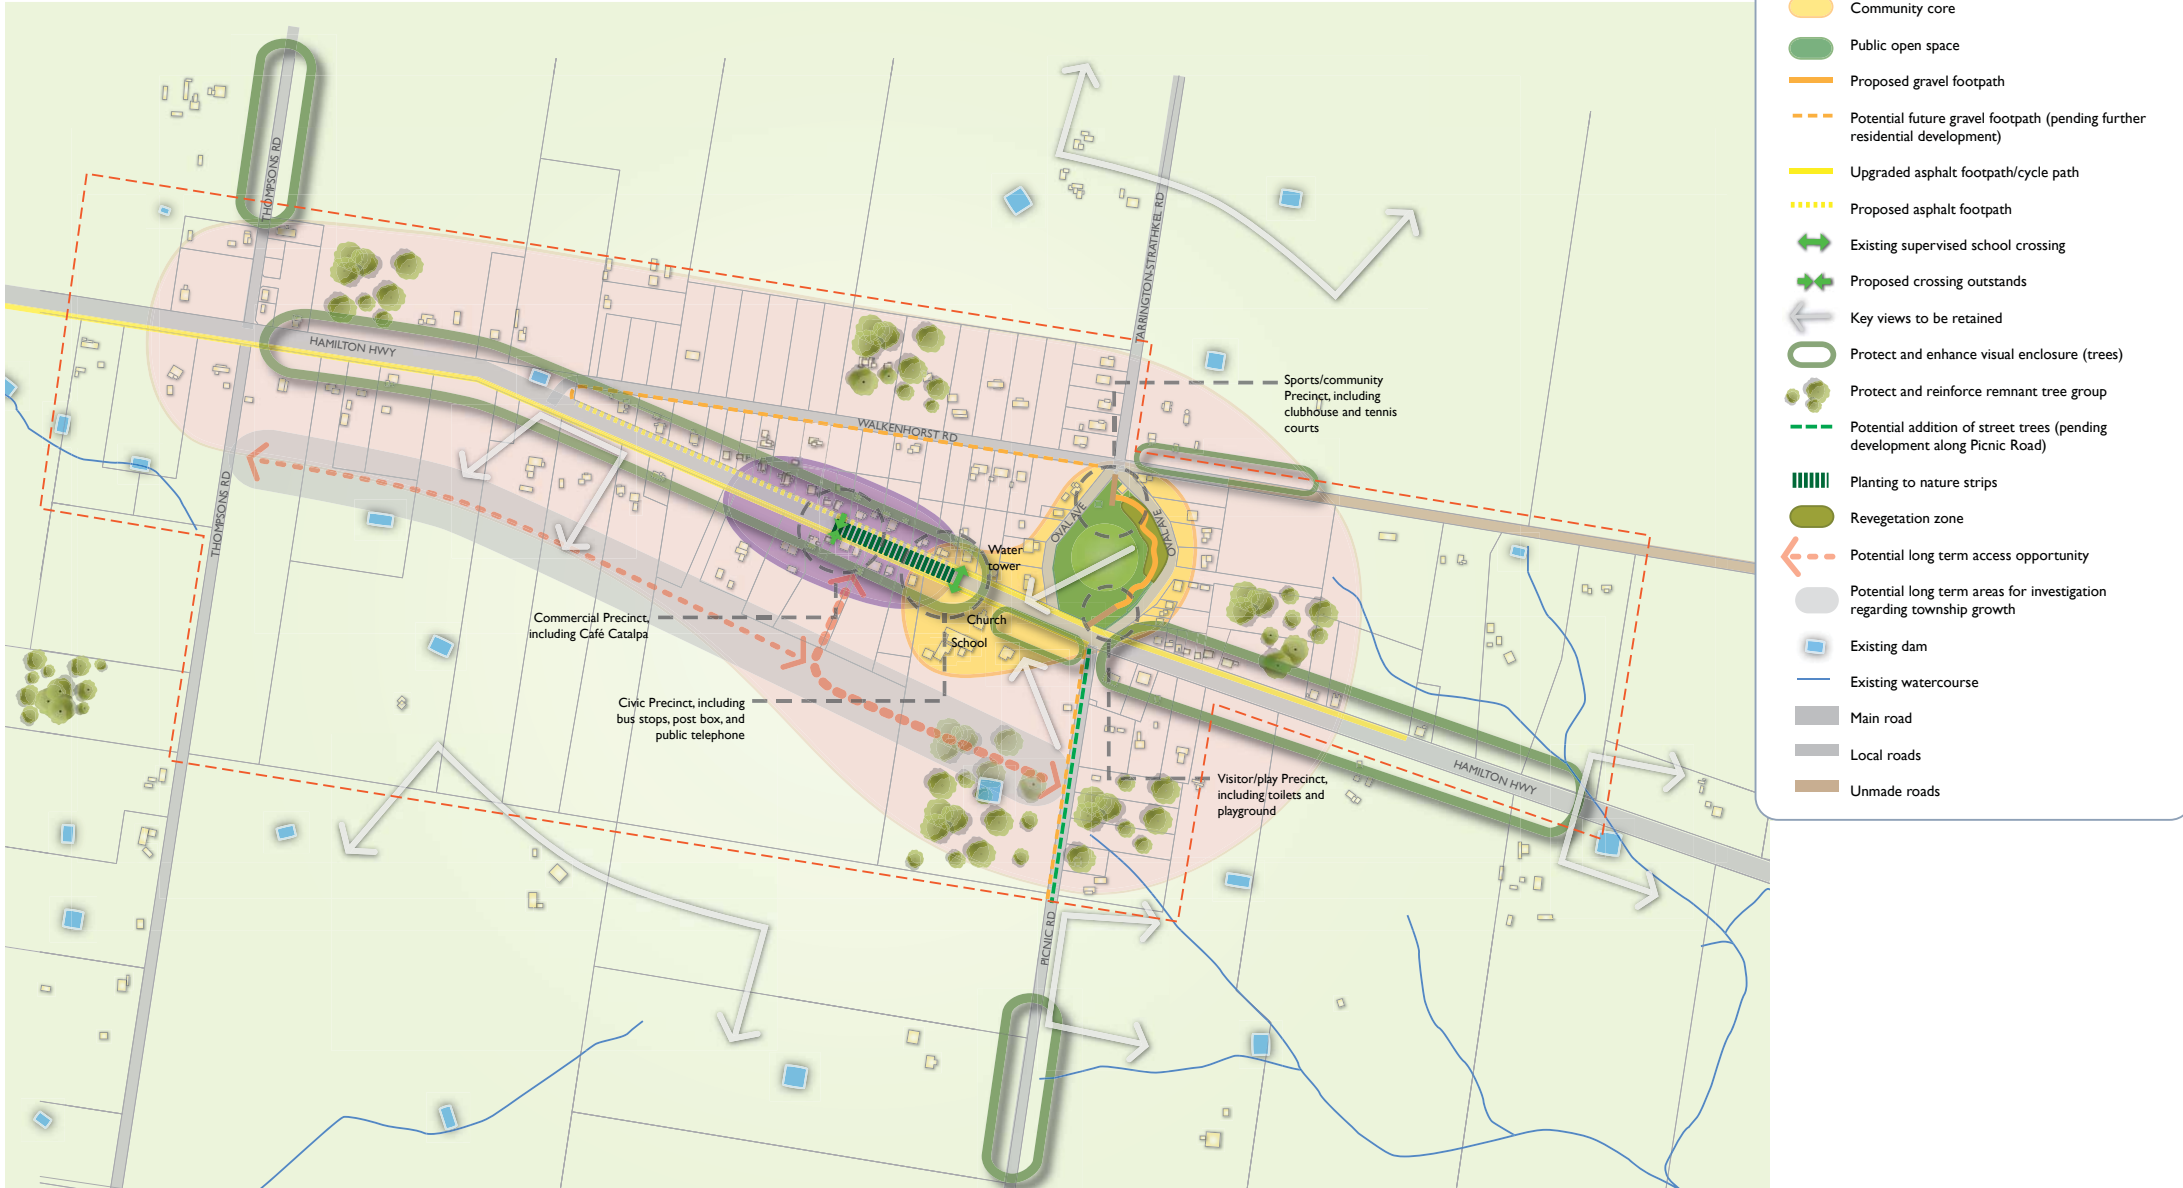 THOMPSONS RD
THOMPSONS RD
HAMILTON HWY
WALKENHORST RD
TARRINGTON-STRATHKEL RD
Sports/community
Precinct, including
clubhouse and tennis
courts
OVAL AVE
OVAL AVE
Water
tower
Church
School
Commercial Precinct,
including Café Catalpa
Civic Precinct, including
bus stops, post box, and
public telephone
Visitor/play Precinct,
including toilets and
playground
THOMPSONS RD
HAMILTON HWY
PICNIC RD
Community core
Public open space
Proposed gravel footpath
Potential future gravel footpath (pending further
residential development)
Upgraded asphalt footpath/cycle path
Proposed asphalt footpath
Existing supervised school crossing
Proposed crossing outstands
Key views to be retained
Protect and enhance visual enclosure (trees)
Protect and reinforce remnant tree group
Potential addition of street trees (pending
development along Picnic Road)
Planting to nature strips
Revegetation zone
Potential long term access opportunity
Potential long term areas for investigation
regarding township growth
Existing dam
Existing watercourse
Main road
Local roads
Unmade roads